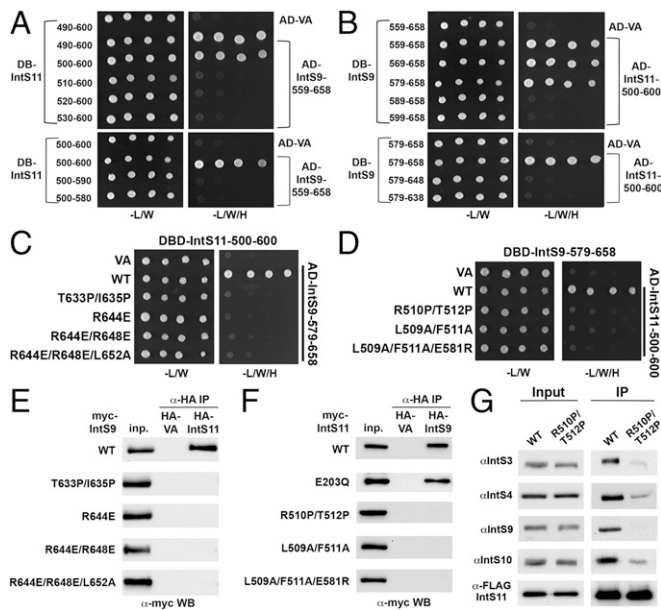 A
DB-
IntS11
490-600
490-600
500-600
510-600
520-600
530-600
AD-VA
AD-
IntS9-
559-658
DB-
IntS11
500-600
500-600
500-590
500-580
AD-VA
AD-
IntS9-
559-658
-L/W
-L/W/H
B
DB-
IntS9
559-658
559-658
569-658
579-658
589-658
599-658
AD-VA
AD-
IntS11-
500-600
DB-
IntS9
579-658
579-658
579-648
579-638
AD-VA
AD-
IntS11-
500-600
-L/W
-L/W/H
C
DBD-IntS11-500-600
VA
WT
T633P/I635P
R644E
R644E/R648E
R644E/R648E/L652A
AD-IntS9-579-658
-L/W
-L/W/H
D
DBD-IntS9-579-658
VA
WT
R510P/T512P
L509A/F511A
L509A/F511A/E581R
AD-IntS11-500-600
-L/W
-L/W/H
E
α-HA IP
myc-
IntS9
inp.
HA-
VA
HA-
IntS11
WT
T633P/I635P
R644E
R644E/R648E
R644E/R648E/L652A
α-myc WB
F
α-HA IP
myc-
IntS11
inp.
HA-
VA
HA-
IntS9
WT
E203Q
R510P/T512P
L509A/F511A
L509A/F511A/E581R
α-myc WB
G
Input
IP
WT
R510P/
T512P
WT
R510P/
T512P
αIntS3
αIntS4
αIntS9
αIntS10
α-FLAG
IntS11